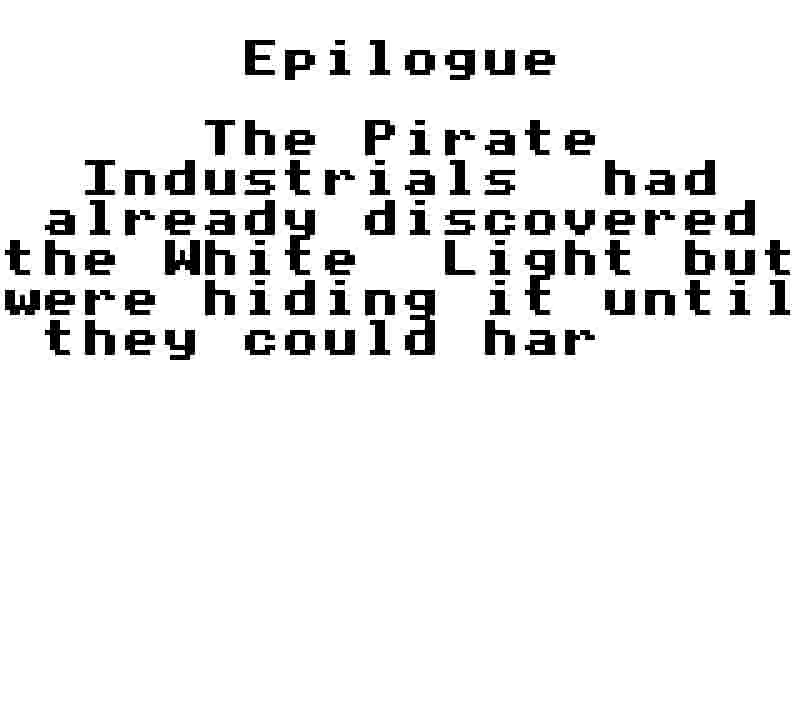 Epilogue
The Pirate
Industrials  had
already discovered
the White  Light but
were hiding it until
they could har